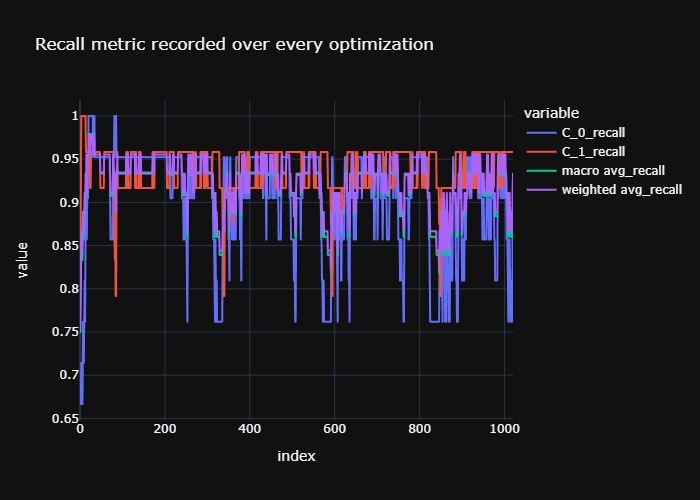 Recall metric recorded over every optimization
variable
C_0_recall
C_1_recall
macro avg_recall
weighted avg_recall
value
1
0.95
0.9
0.85
0.8
0.75
0.7
0.65
0
200
400
600
800
1000
index